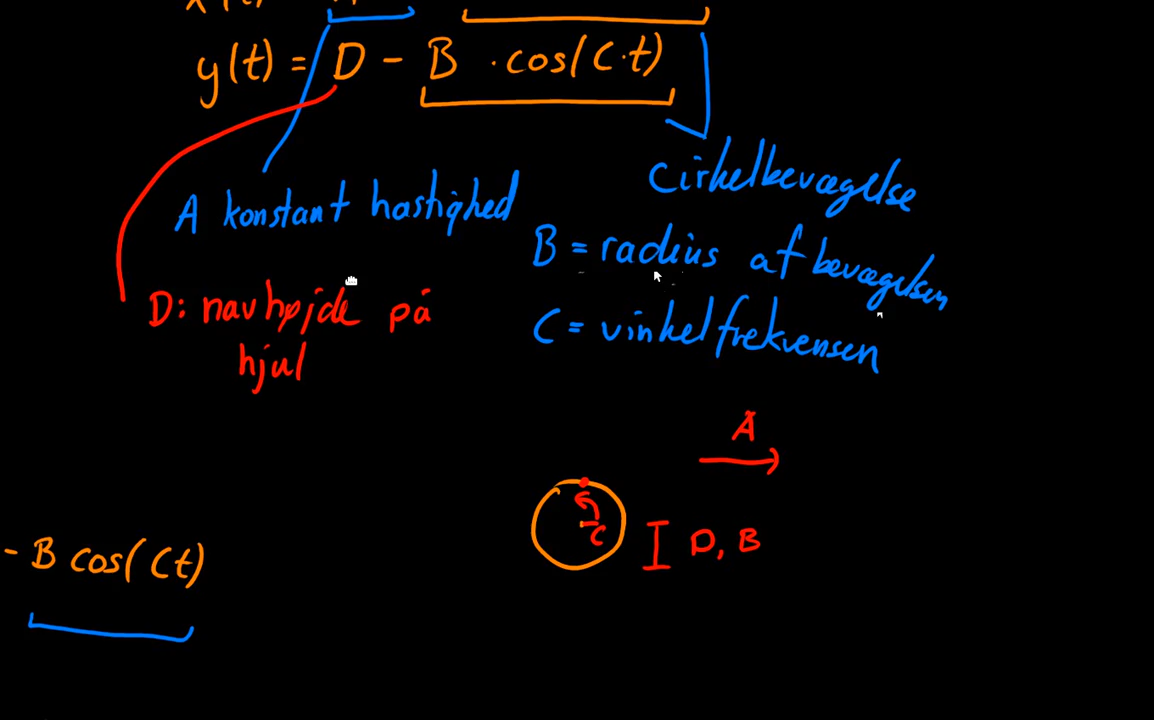 y(t) = D - B · cos(C·t)
A konstant hastighed
cirkelbevægelse
B = radius af bevægelsen
C = vinkelfrekvensen
D: navhøjde på
hjul
A
C
D, B
- B cos(Ct)